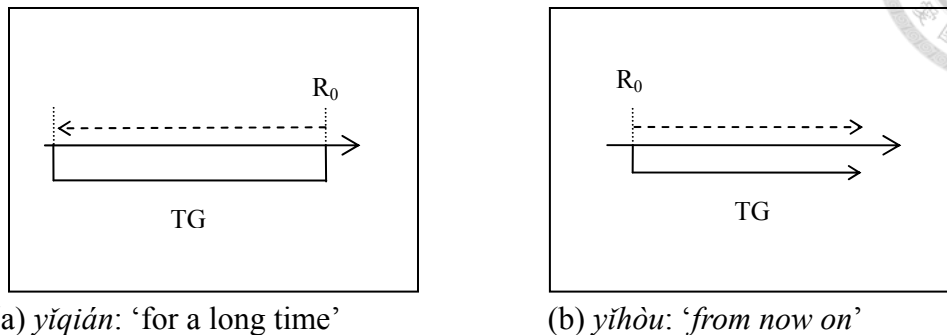 R₀
R₀
TG
TG
a) yǐqián: ‘for a long time’
(b) yǐhòu: ‘from now on’